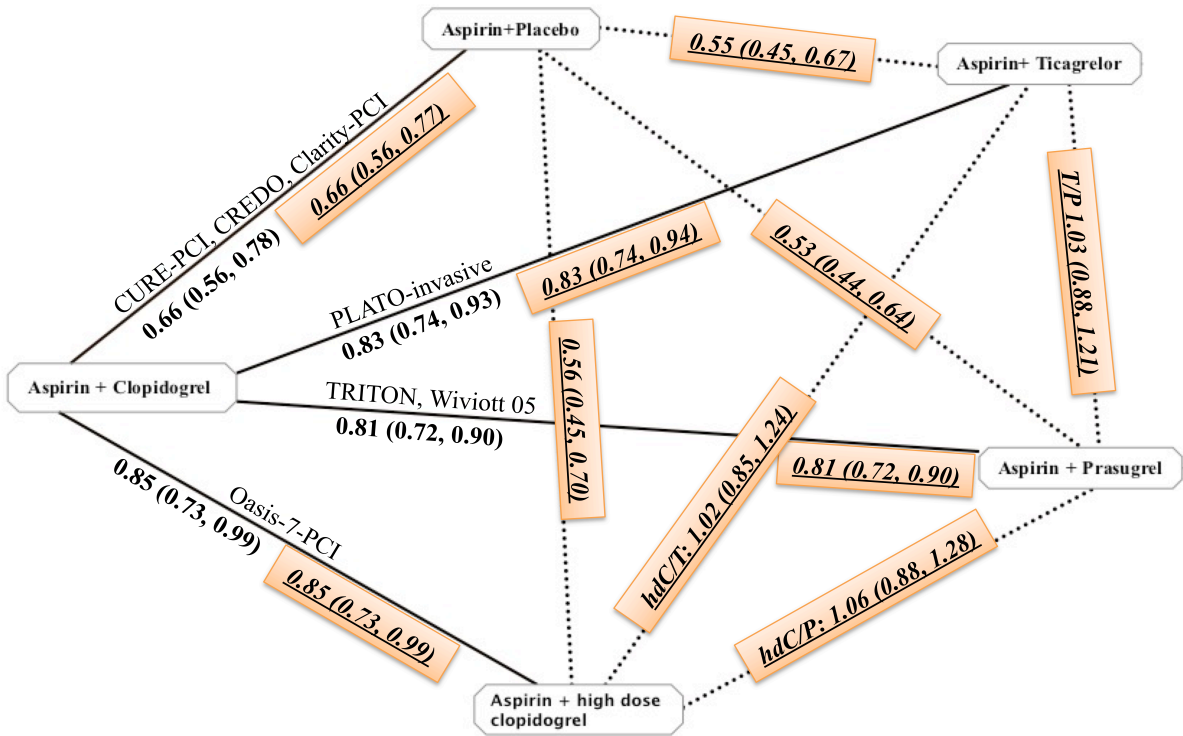 Aspirin+Placebo
0.55 (0.45, 0.67)
Aspirin+ Ticagrelor
CURE-PCI, CREDO, Clarity-PCI
0.66 (0.56, 0.78)
0.66 (0.56, 0.77)
T/P 1.03 (0.88, 1.21)
PLATO-invasive
0.83 (0.74, 0.93)
0.83 (0.74, 0.94)
0.53 (0.44, 0.64)
Aspirin + Clopidogrel
TRITON, Wiviott 05
0.81 (0.72, 0.90)
0.56 (0.45, 0.70)
hdC/T: 1.02 (0.85, 1.24)
0.81 (0.72, 0.90)
Aspirin + Prasugrel
Oasis-7-PCI
0.85 (0.73, 0.99)
0.85 (0.73, 0.99)
hdC/P: 1.06 (0.88, 1.28)
Aspirin + high dose
clopidogrel